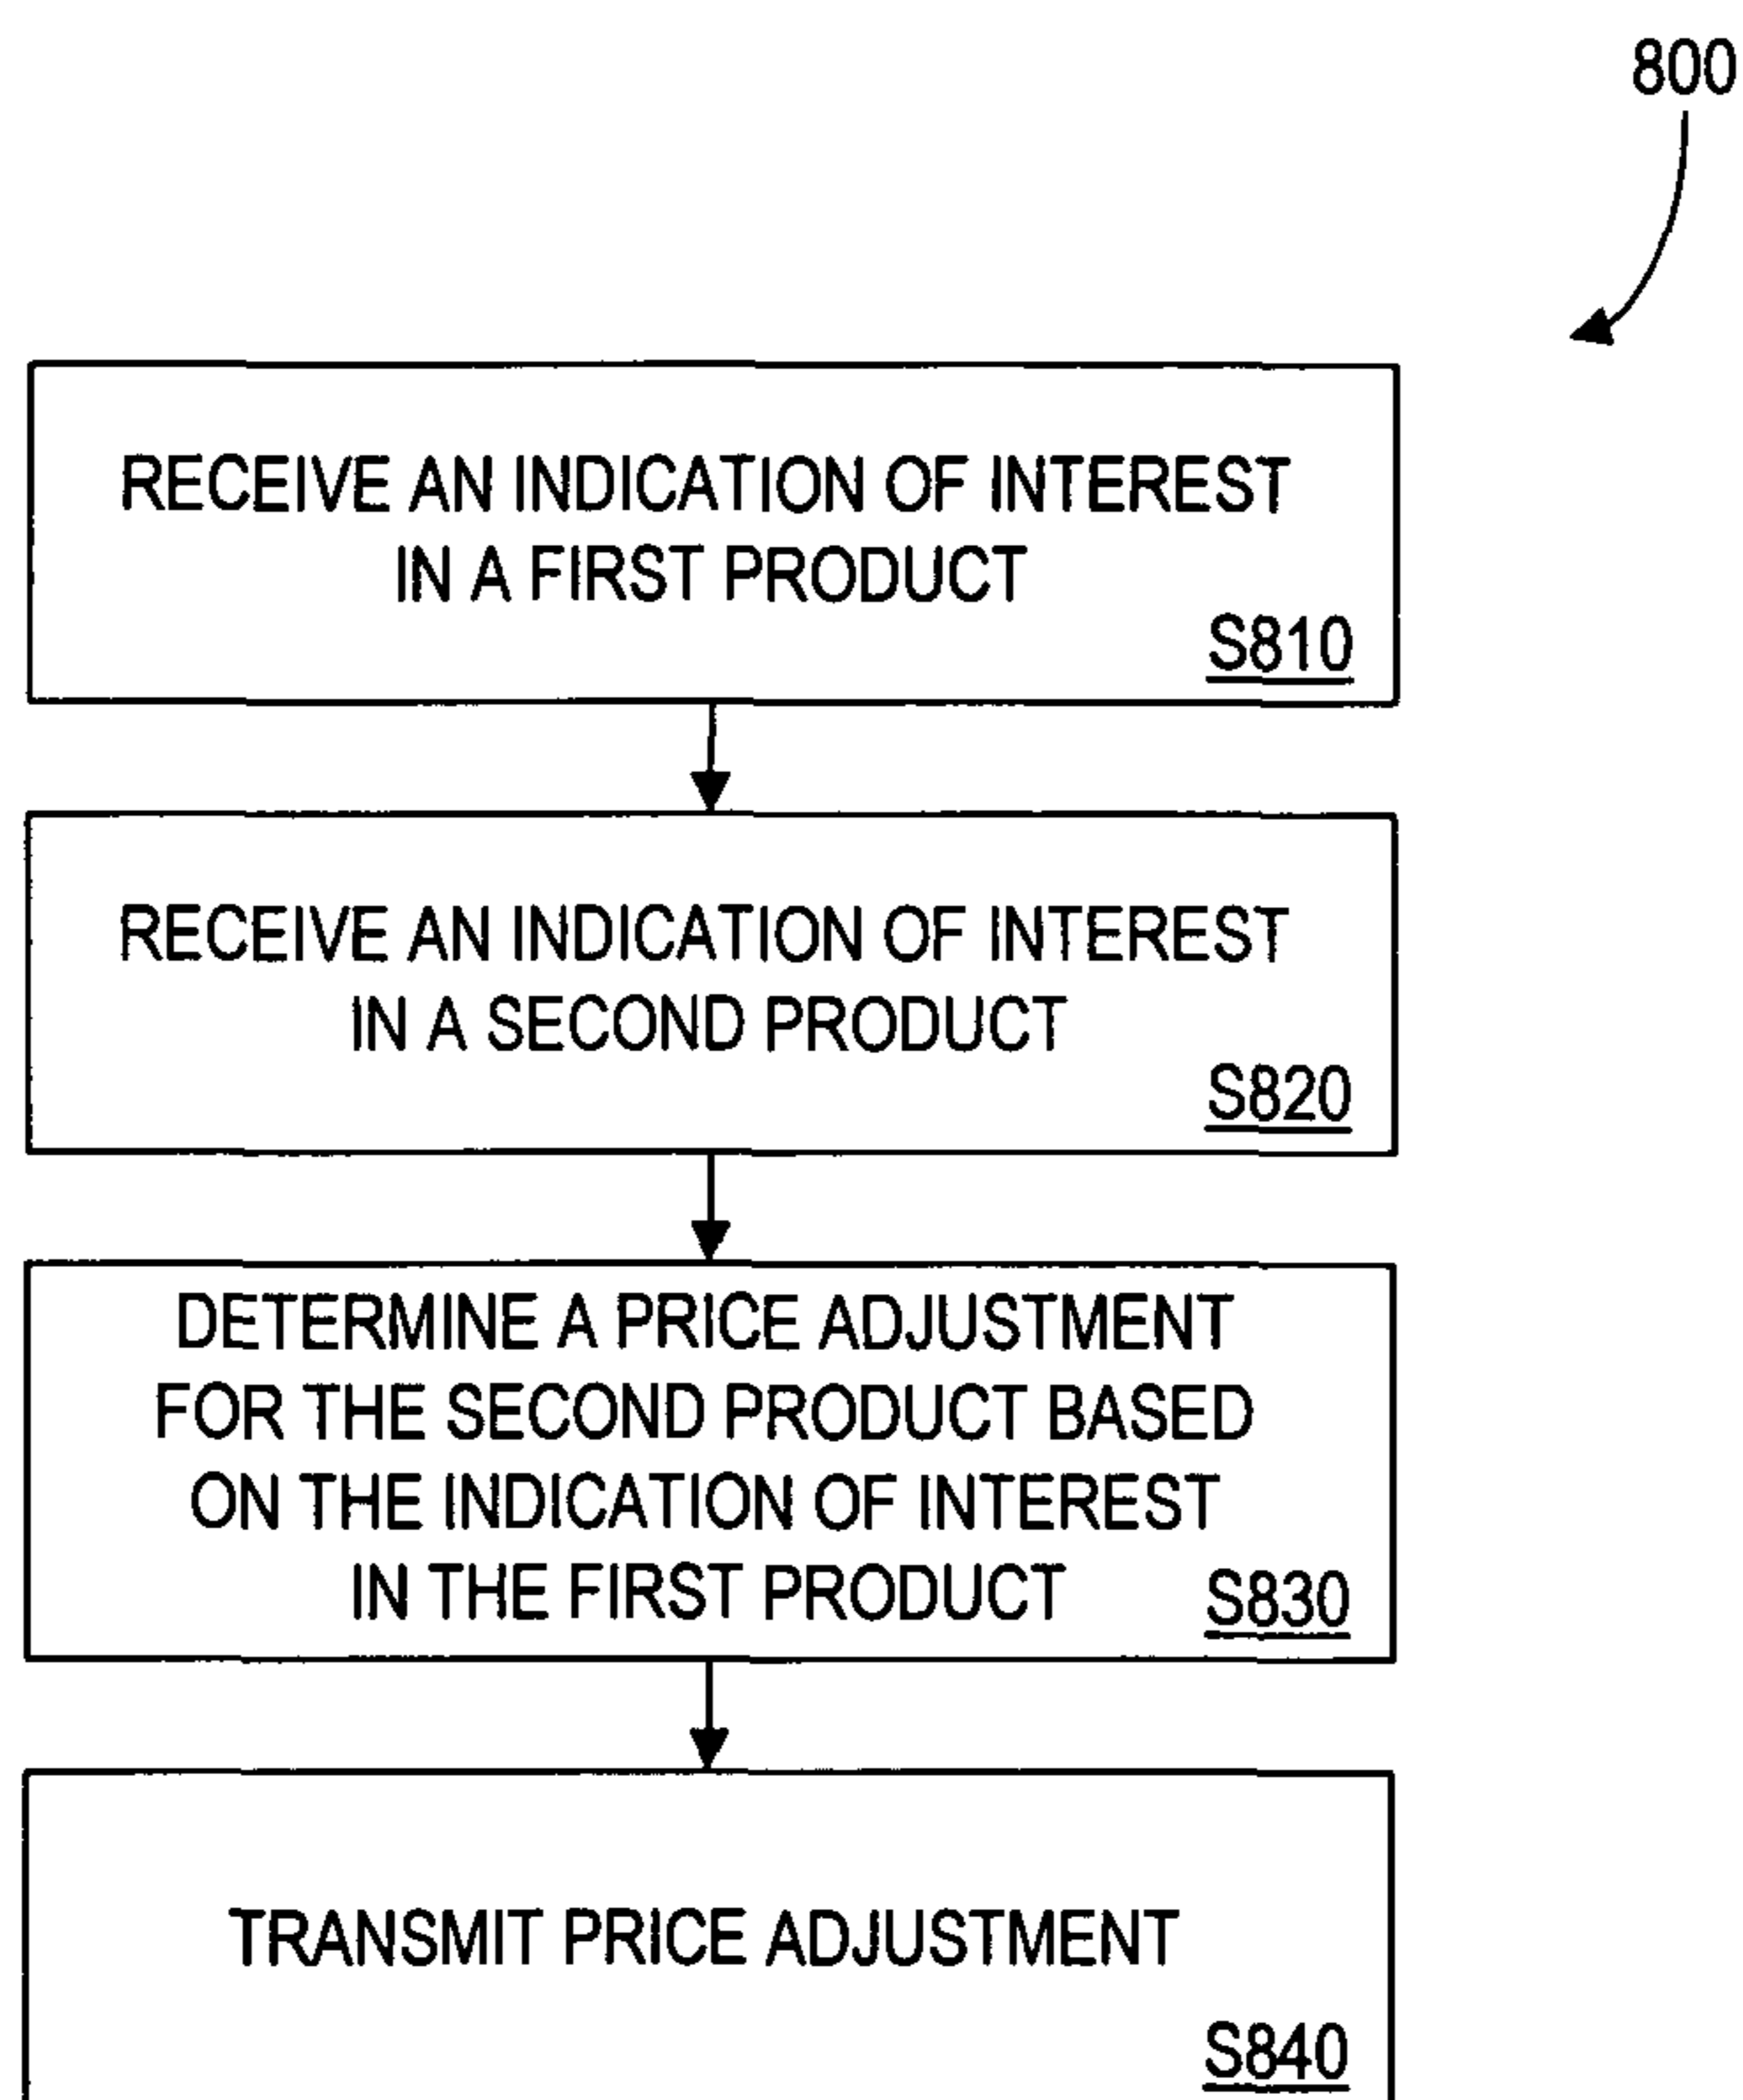 800
RECEIVE AN INDICATION OF INTEREST
IN A FIRST PRODUCT
S810
RECEIVE AN INDICATION OF INTEREST
IN A SECOND PRODUCT
S820
DETERMINE A PRICE ADJUSTMENT
FOR THE SECOND PRODUCT BASED
ON THE INDICATION OF INTEREST
IN THE FIRST PRODUCT
S830
TRANSMIT PRICE ADJUSTMENT
S840